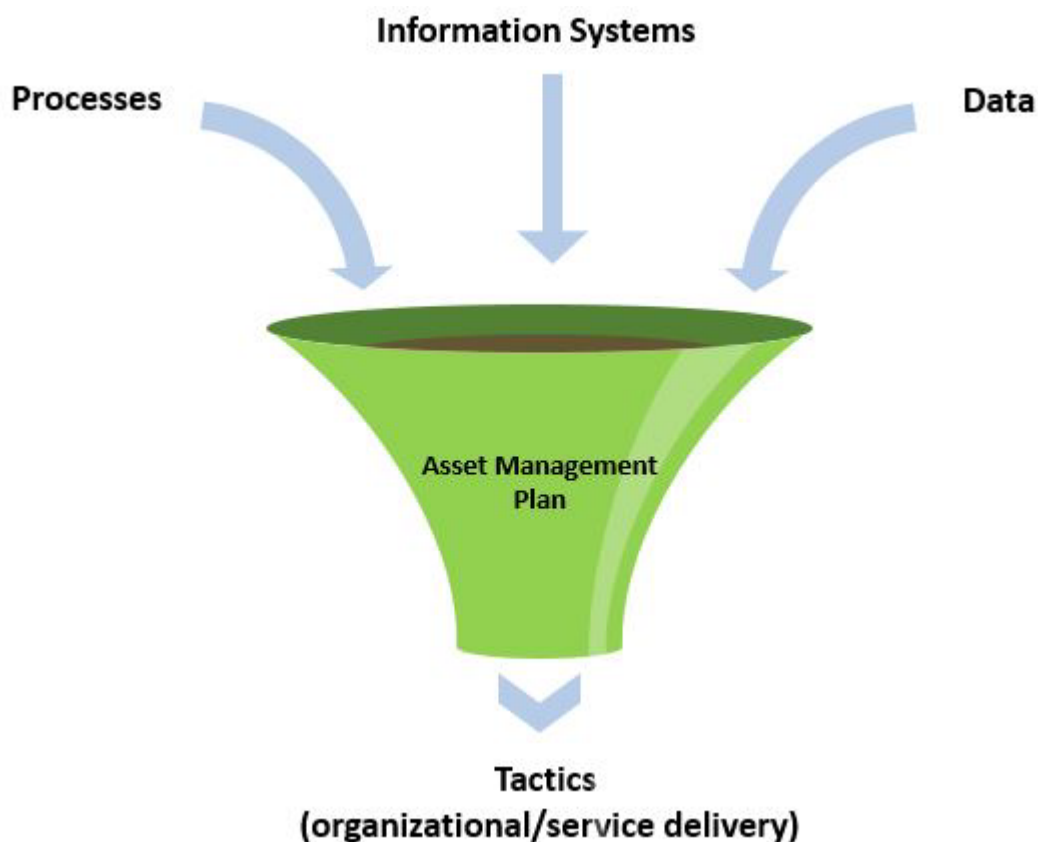 Information Systems
Processes
Data
Asset Management
Plan
Tactics
(organizational/service delivery)